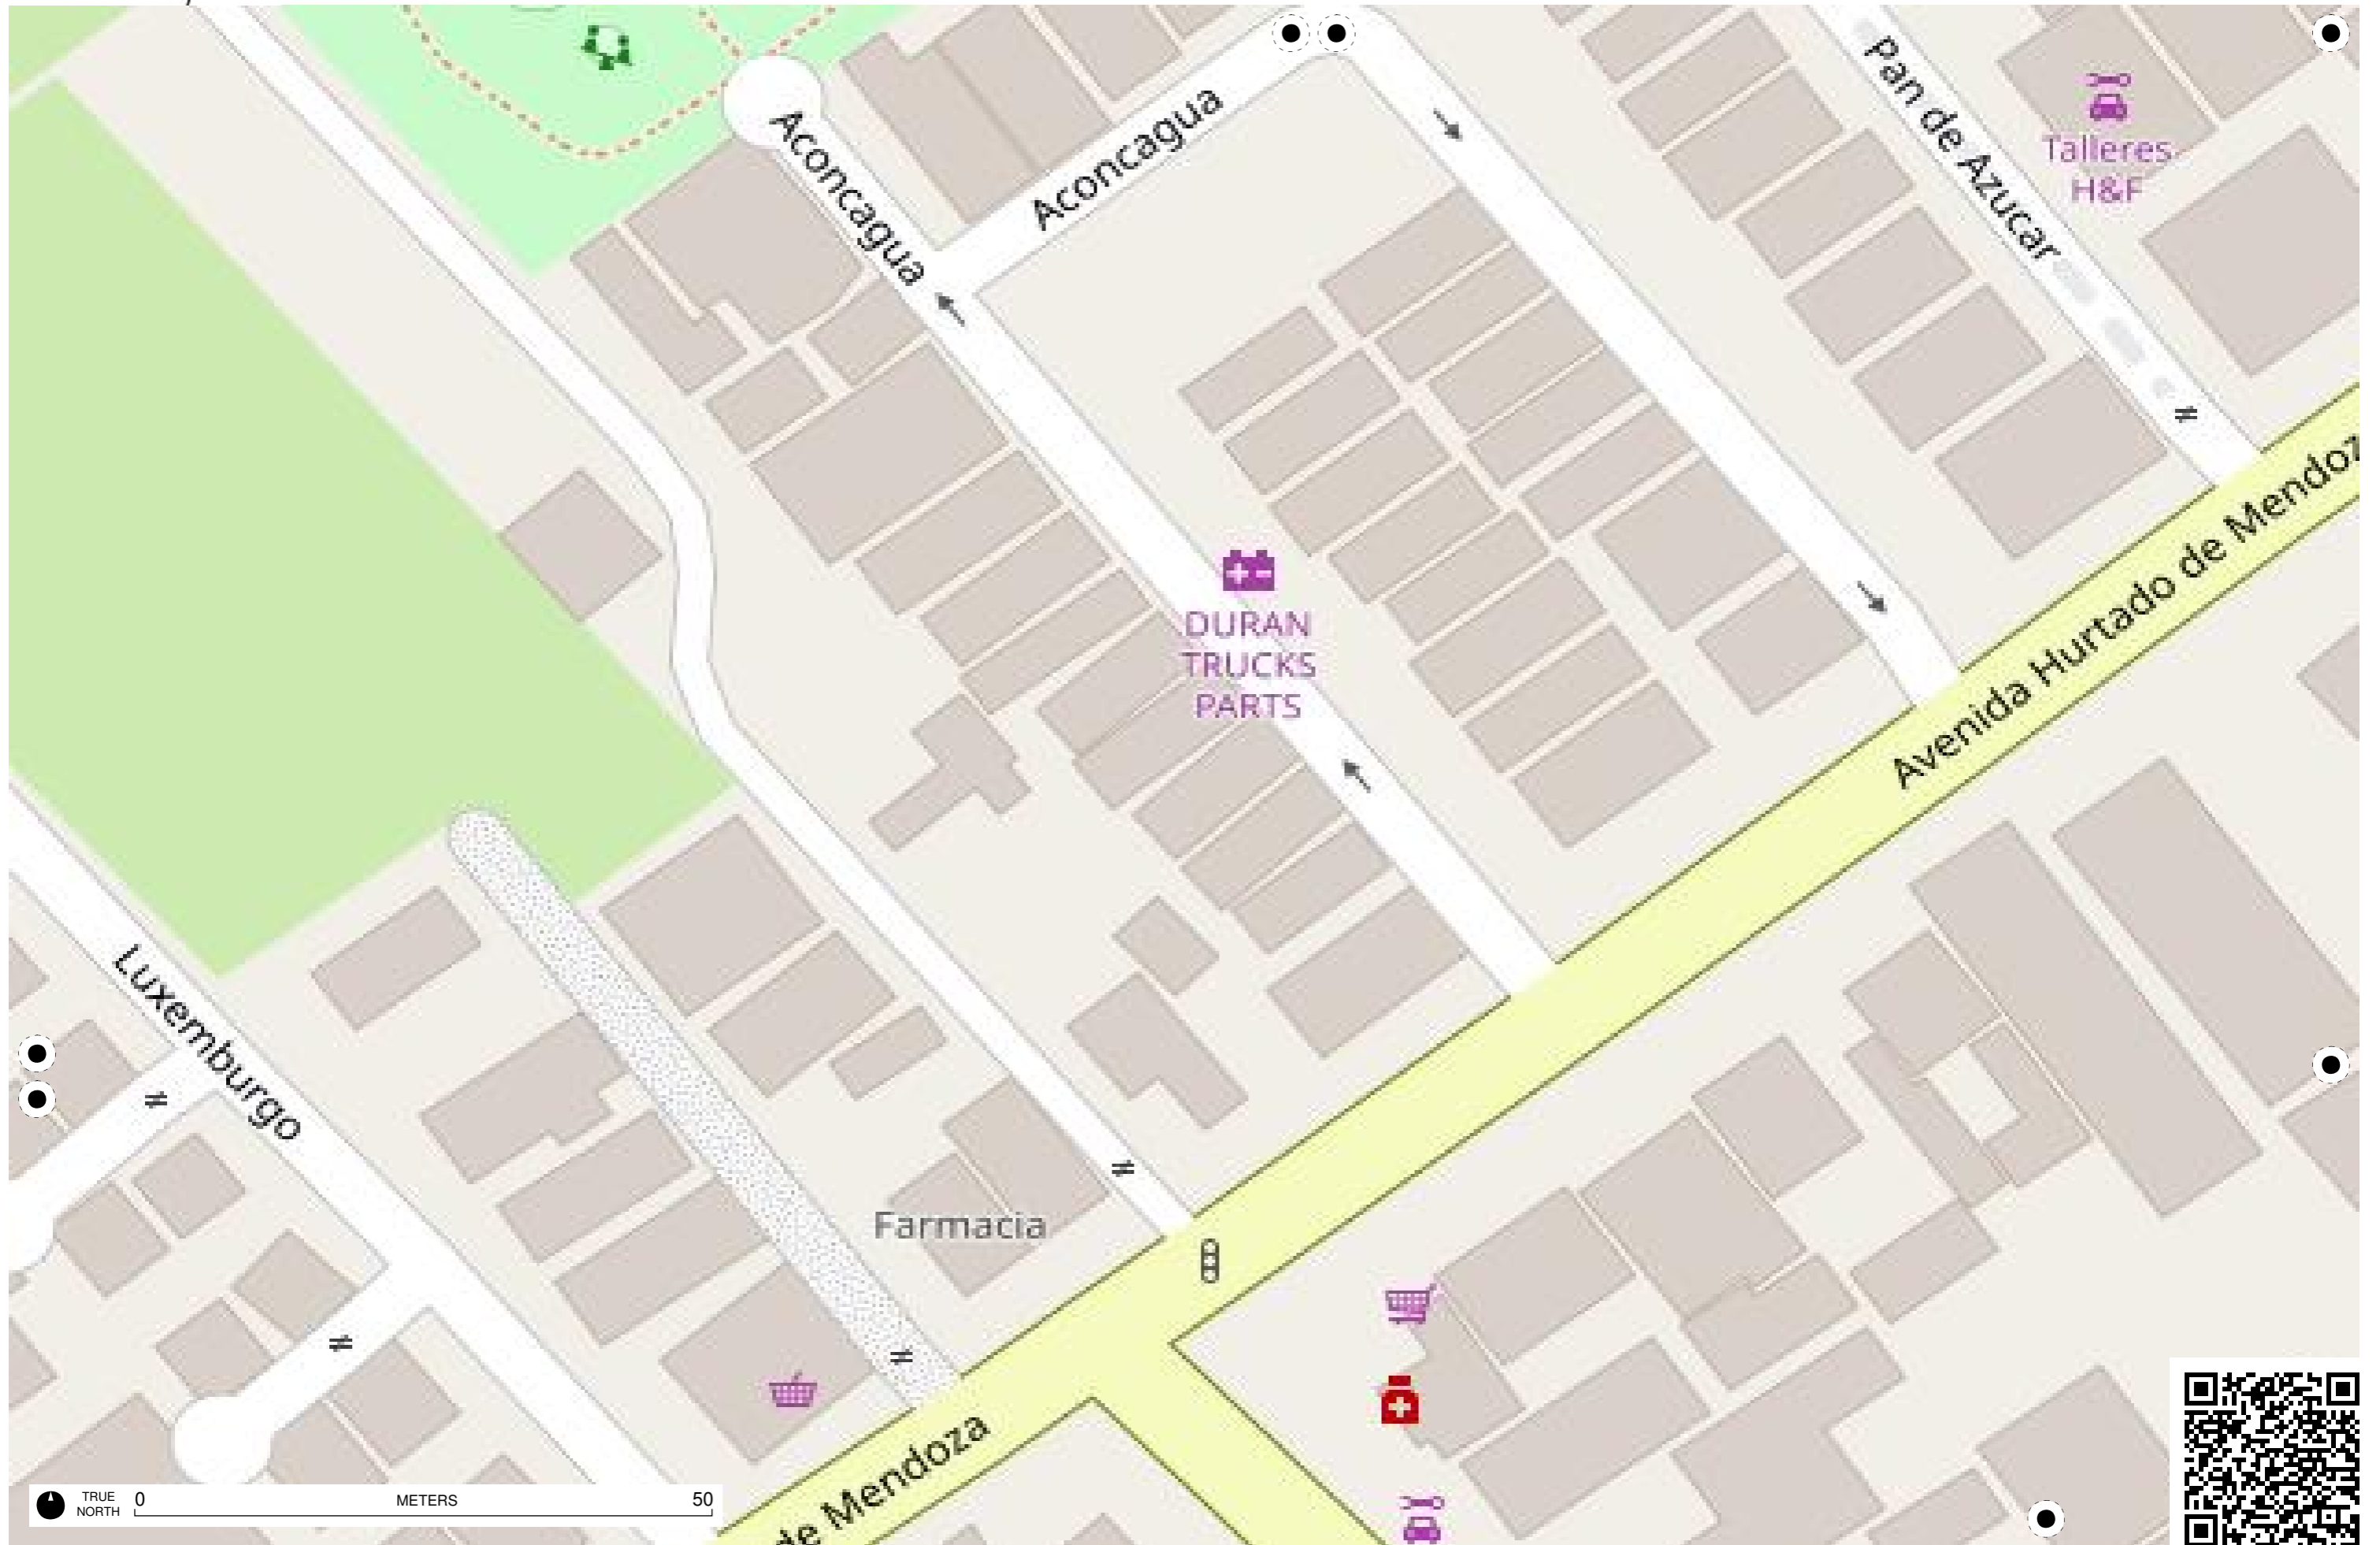 Aconcagua
Aconcagua
Pan de Azucar
Talleres
H&F
DURAN
TRUCKS
PARTS
Avenida Hurtado de Mendoz
Luxemburgo
Farmacia
de Mendoza
TRUE
NORTH
0
METERS
50